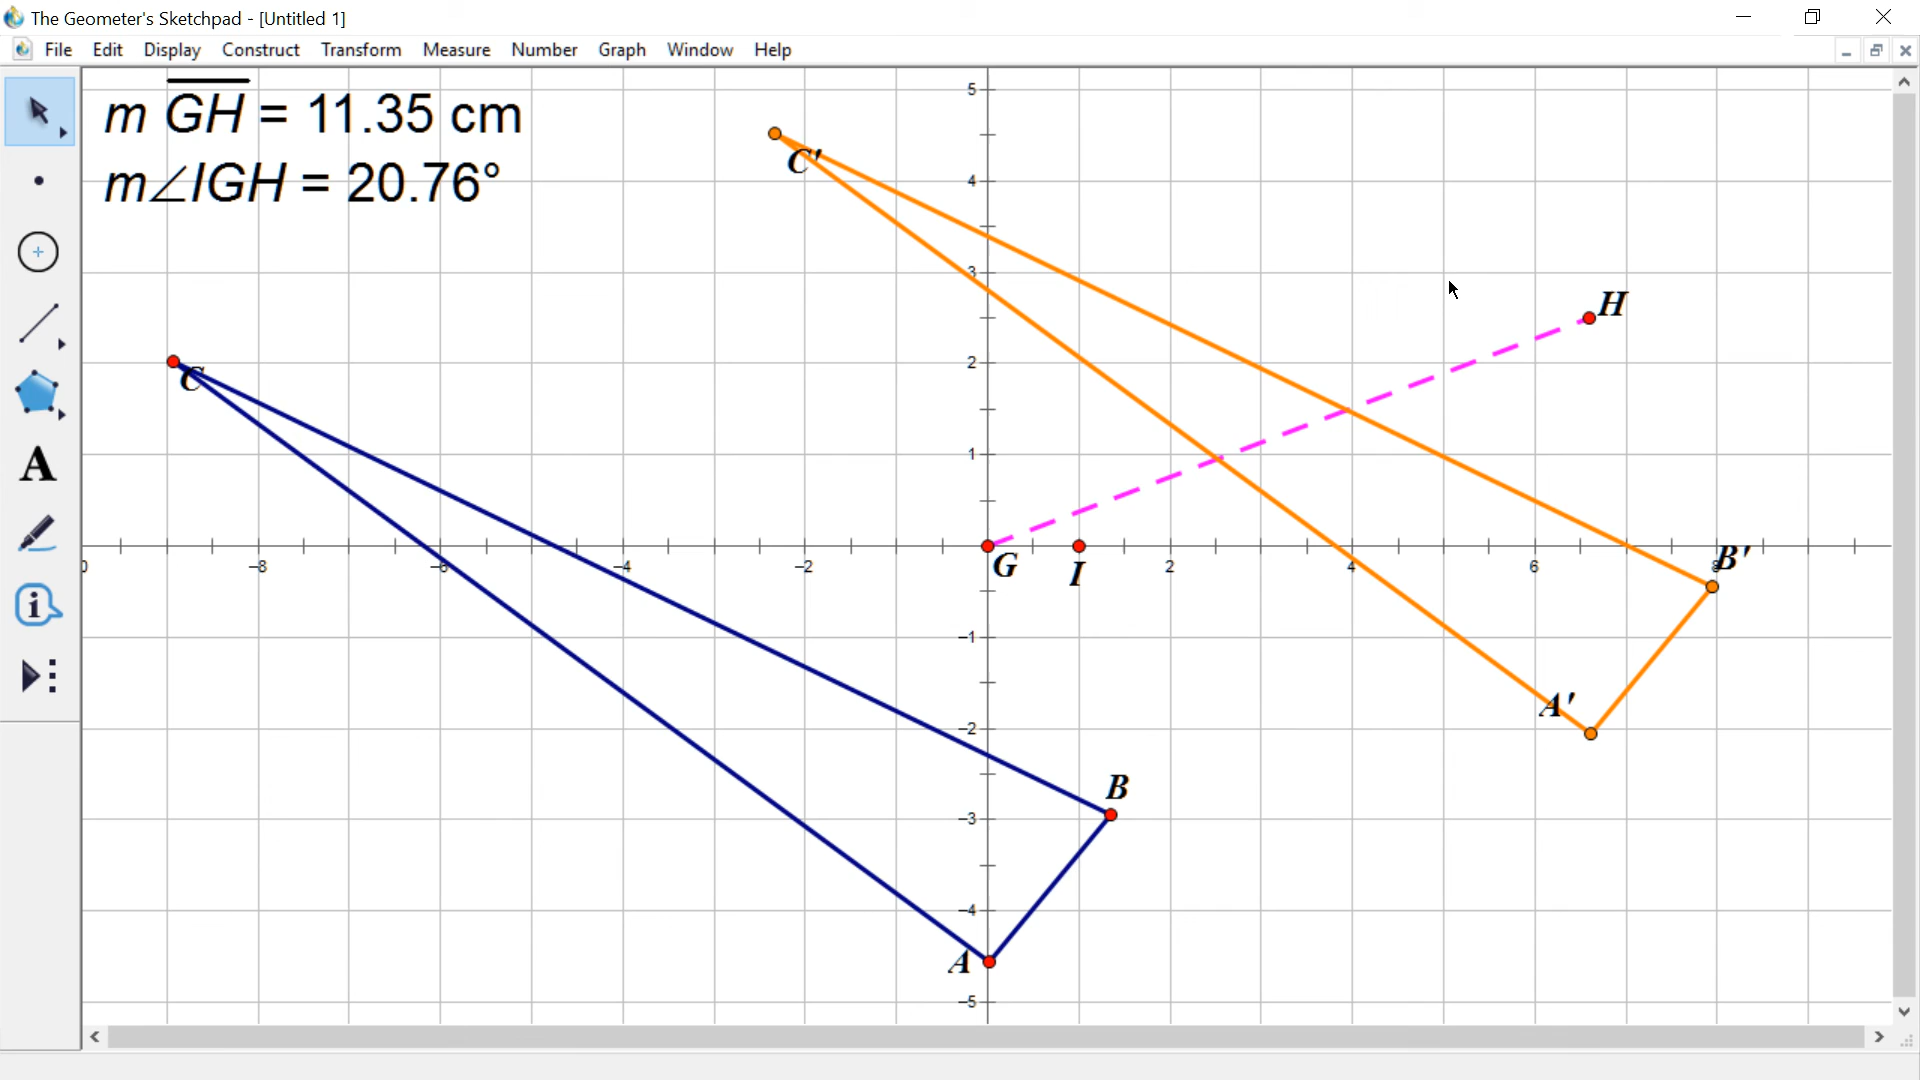 The Geometer's Sketchpad - [Untitled 1]
File Edit Display Construct Transform Measure Number Graph Window Help
m GH = 11.35 cm
m∠IGH = 20.76°
5
C'
4
3
H
C
2
1
G
I
0 -8 -6 -4 -2 2 4 6 8
B'
-1
A'
-2
B
-3
-4
A
-5
A
i